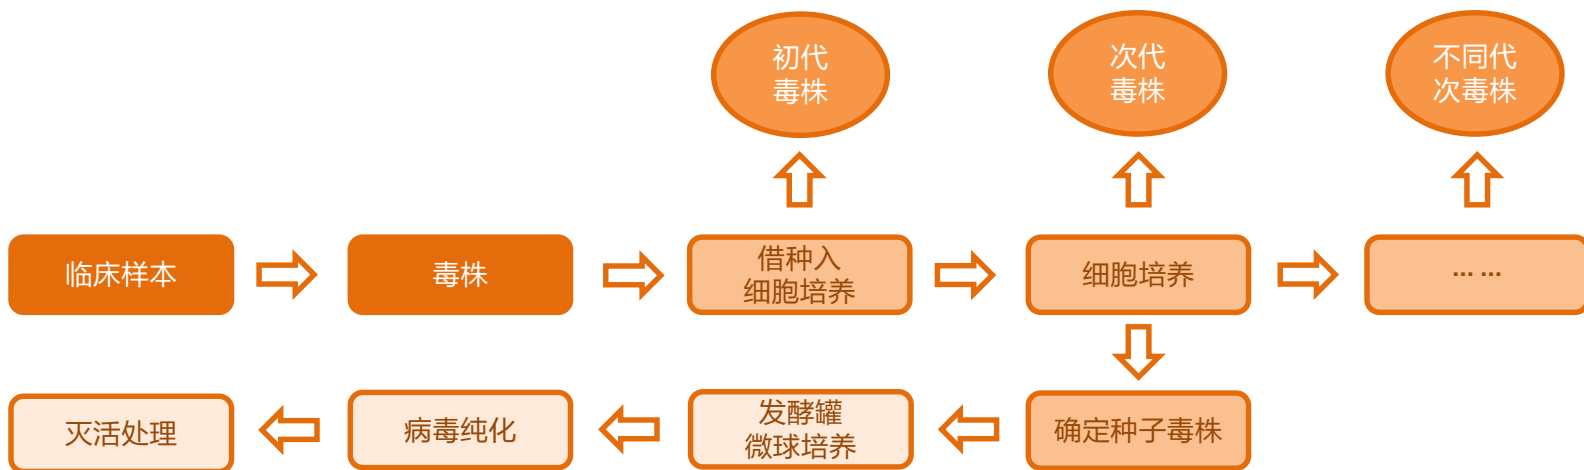 初代
毒株
次代
毒株
不同代
次毒株
临床样本
毒株
借种入
细胞培养
细胞培养
... ...
灭活处理
病毒纯化
发酵罐
微球培养
确定种子毒株